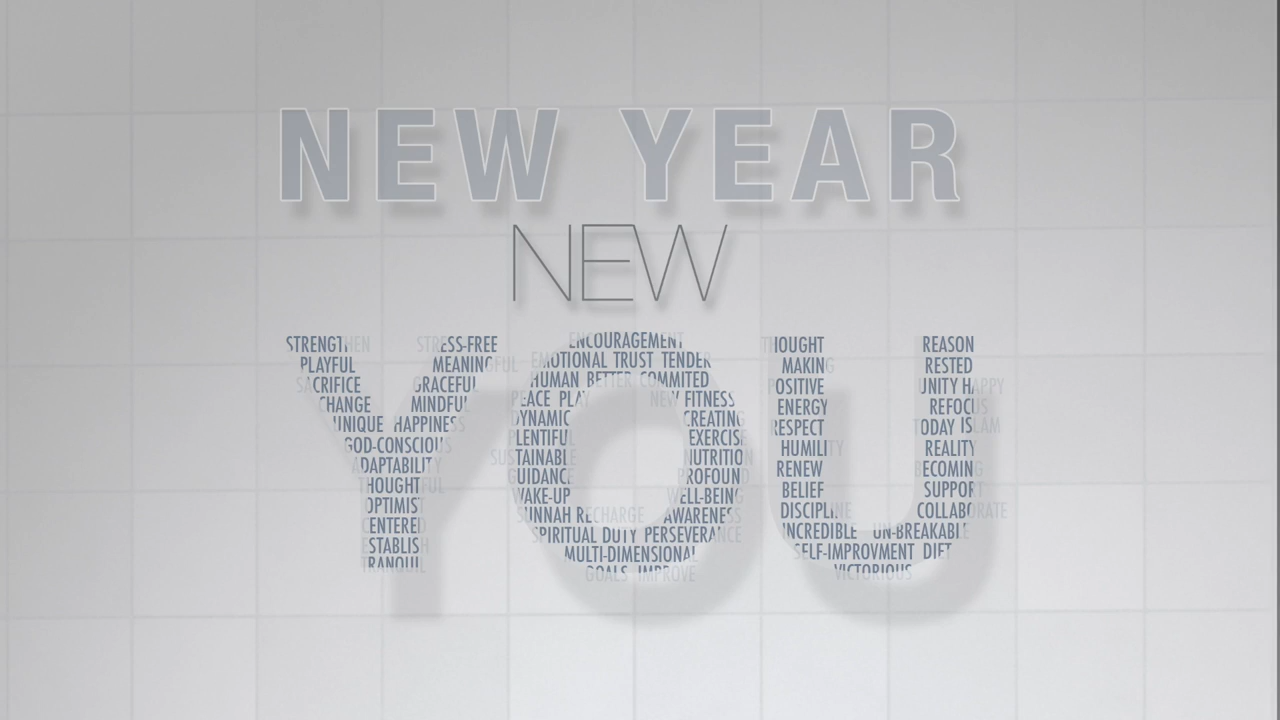 NEW YEAR
NEW
YOU
STRENGTHEN STRESS-FREE
PLAYFUL MEANINGFUL
SACRIFICE GRACEFUL
CHANGE MINDFUL
UNIQUE HAPPINESS
GOD-CONSCIOUS
ADAPTABILITY
THOUGHTFUL
OPTIMIST
CENTERED
ESTABLISH
TRANQUIL
ENCOURAGEMENT
EMOTIONAL TRUST TENDER
HUMAN BETTER COMMITED
PEACE PLAY NEW FITNESS
DYNAMIC CREATING
PLENTIFUL EXERCISE
SUSTAINABLE NUTRITION
GUIDANCE PROFOUND
WAKE-UP WELL-BEING
SUNNAH RECHARGE AWARENESS
SPIRITUAL DUTY PERSEVERANCE
MULTI-DIMENSIONAL
GOALS IMPROVE
THOUGHT REASON
MAKING RESTED
POSITIVE UNITY HAPPY
ENERGY REFOCUS
RESPECT TODAY ISLAM
HUMILITY REALITY
RENEW BECOMING
BELIEF SUPPORT
DISCIPLINE COLLABORATE
INCREDIBLE UN-BREAKABLE
SELF-IMPROVMENT DIET
VICTORIOUS